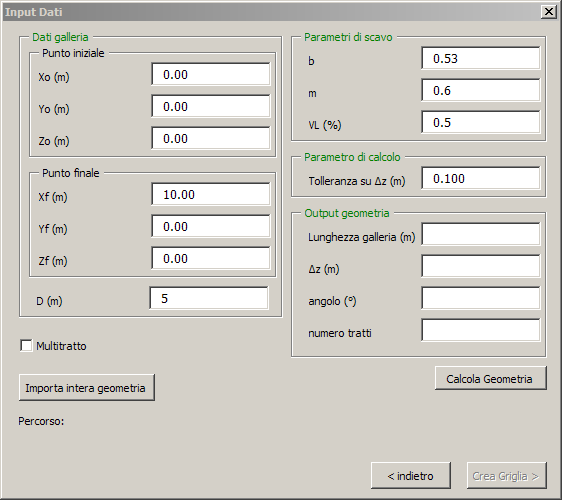 Input Dati
Dati galleria
Punto iniziale
Xo (m) 0.00
Yo (m) 0.00
Zo (m) 0.00
Punto finale
Xf (m) 10.00
Yf (m) 0.00
Zf (m) 0.00
D (m) 5
Multitratto
Importa intera geometria
Percorso:
Parametri di scavo
b 0.53
m 0.6
VL (%) 0.5
Parametro di calcolo
Tolleranza su Δz (m) 0.100
Output geometria
Lunghezza galleria (m)
Δz (m)
angolo (°)
numero tratti
Calcola Geometria
< indietro
Crea Griglia >